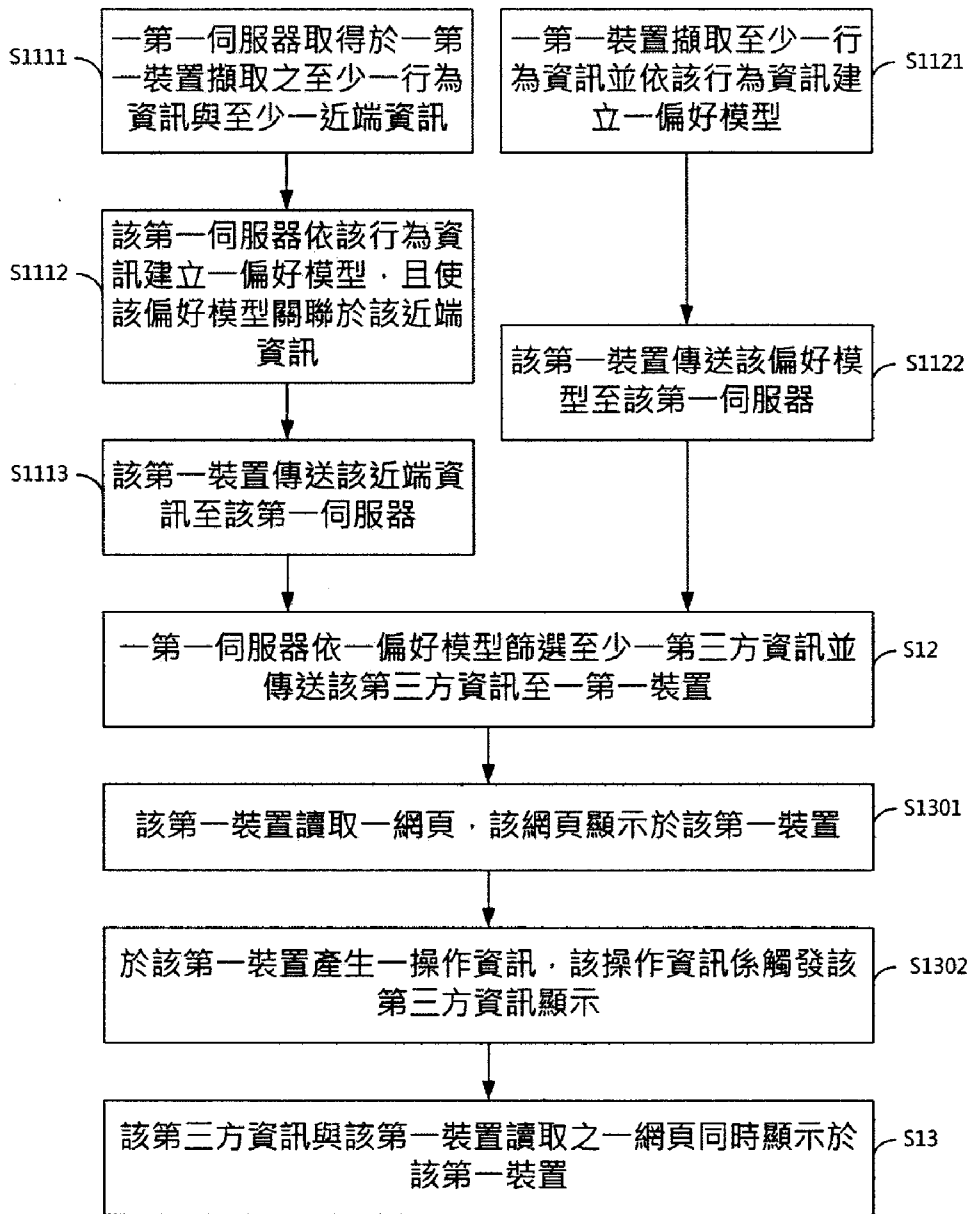 S1111
一第一伺服器取得於一第
一裝置擷取之至少一行為
資訊與至少一近端資訊
S1112
該第一伺服器依該行為資
訊建立一偏好模型，且使
該偏好模型關聯於該近端
資訊
S1113
該第一裝置傳送該近端資
訊至該第一伺服器
一第一裝置擷取至少一行
為資訊並依該行為資訊建
立一偏好模型
S1121
該第一裝置傳送該偏好模
型至該第一伺服器
S1122
一第一伺服器依一偏好模型篩選至少一第三方資訊並
傳送該第三方資訊至一第一裝置
S12
該第一裝置讀取一網頁，該網頁顯示於該第一裝置
S1301
於該第一裝置產生一操作資訊，該操作資訊係觸發該
第三方資訊顯示
S1302
該第三方資訊與該第一裝置讀取之一網頁同時顯示於
該第一裝置
S13